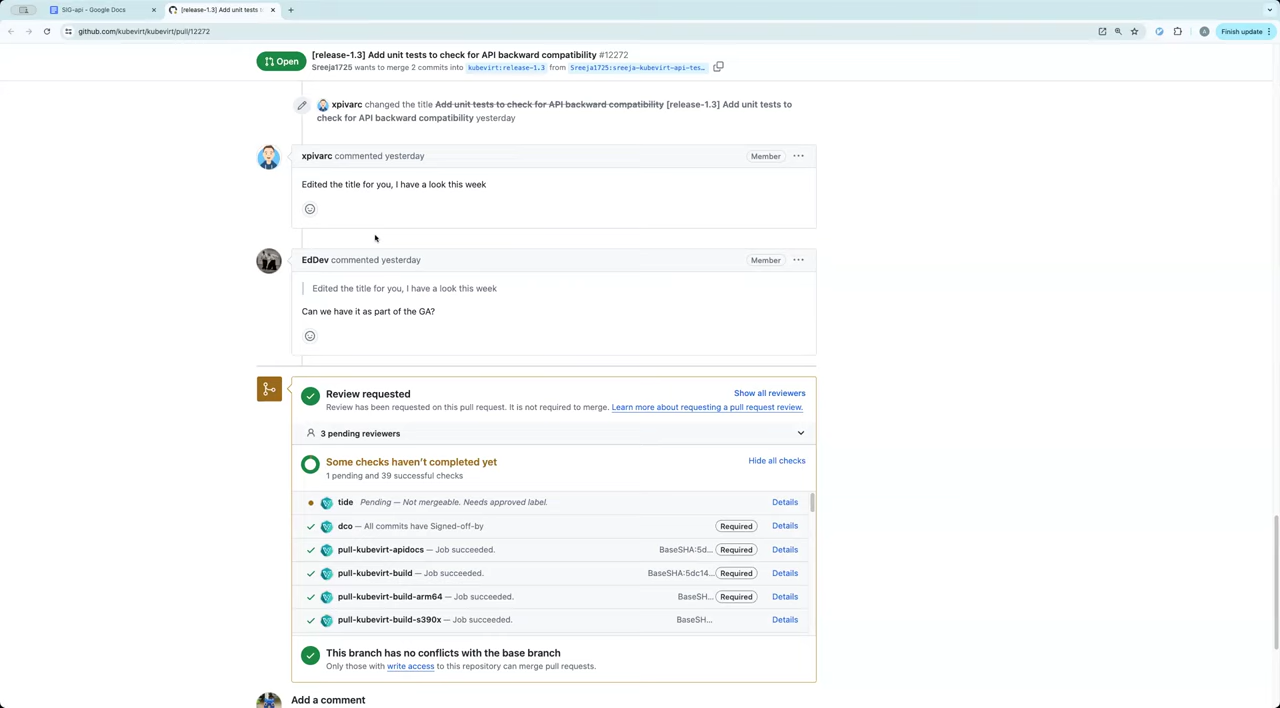 SIG-api - Google Docs
[release-1.3] Add unit tests to
github.com/kubevirt/kubevirt/pull/12272
Finish update
Open
[release-1.3] Add unit tests to check for API backward compatibility #12272
Sreeja1725 wants to merge 2 commits into kubevirt:release-1.3 from Sreeja1725:sreeja-kubevirt-api-tes…
xpivarc changed the title Add unit tests to check for API backward compatibility [release-1.3] Add unit tests to
check for API backward compatibility yesterday
xpivarc commented yesterday
Member
Edited the title for you, I have a look this week
EdDev commented yesterday
Member
Edited the title for you, I have a look this week
Can we have it as part of the GA?
Review requested
Show all reviewers
Review has been requested on this pull request. It is not required to merge. Learn more about requesting a pull request review.
3 pending reviewers
Some checks haven't completed yet
Hide all checks
1 pending and 39 successful checks
tide Pending — Not mergeable. Needs approved label. Details
dco — All commits have Signed-off-by Required Details
pull-kubevirt-apidocs — Job succeeded. BaseSHA:5d… Required Details
pull-kubevirt-build — Job succeeded. BaseSHA:5dc14… Required Details
pull-kubevirt-build-arm64 — Job succeeded. BaseSH… Required Details
pull-kubevirt-build-s390x — Job succeeded. BaseSH… Details
This branch has no conflicts with the base branch
Only those with write access to this repository can merge pull requests.
Add a comment